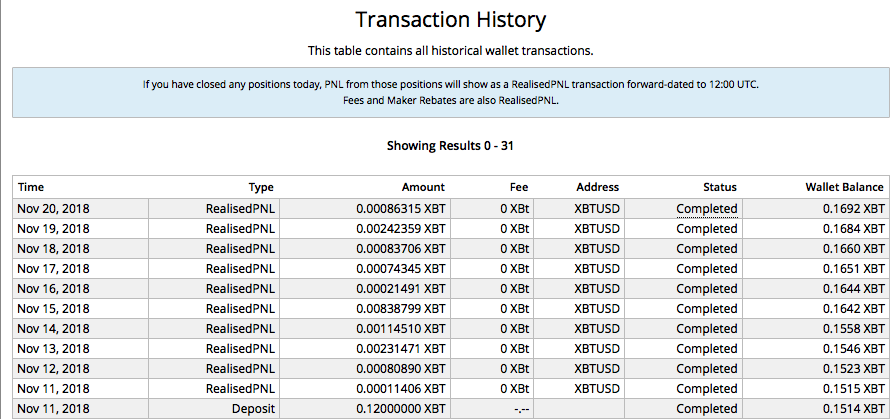 Transaction History
This table contains all historical wallet transactions.
If you have closed any positions today, PNL from those positions will show as a RealisedPNL transaction forward-dated to 12:00 UTC.
Fees and Maker Rebates are also RealisedPNL.
Showing Results 0 - 31
Time Type Amount Fee Address Status Wallet Balance
Nov 20, 2018 RealisedPNL 0.00086315 XBT 0 XBt XBTUSD Completed 0.1692 XBT
Nov 19, 2018 RealisedPNL 0.00242359 XBT 0 XBt XBTUSD Completed 0.1684 XBT
Nov 18, 2018 RealisedPNL 0.00083706 XBT 0 XBt XBTUSD Completed 0.1660 XBT
Nov 17, 2018 RealisedPNL 0.00074345 XBT 0 XBt XBTUSD Completed 0.1651 XBT
Nov 16, 2018 RealisedPNL 0.00021491 XBT 0 XBt XBTUSD Completed 0.1644 XBT
Nov 15, 2018 RealisedPNL 0.00838799 XBT 0 XBt XBTUSD Completed 0.1642 XBT
Nov 14, 2018 RealisedPNL 0.00114510 XBT 0 XBt XBTUSD Completed 0.1558 XBT
Nov 13, 2018 RealisedPNL 0.00231471 XBT 0 XBt XBTUSD Completed 0.1546 XBT
Nov 12, 2018 RealisedPNL 0.00080890 XBT 0 XBt XBTUSD Completed 0.1523 XBT
Nov 11, 2018 RealisedPNL 0.00011406 XBT 0 XBt XBTUSD Completed 0.1515 XBT
Nov 11, 2018 Deposit 0.12000000 XBT -.-- Completed 0.1514 XBT